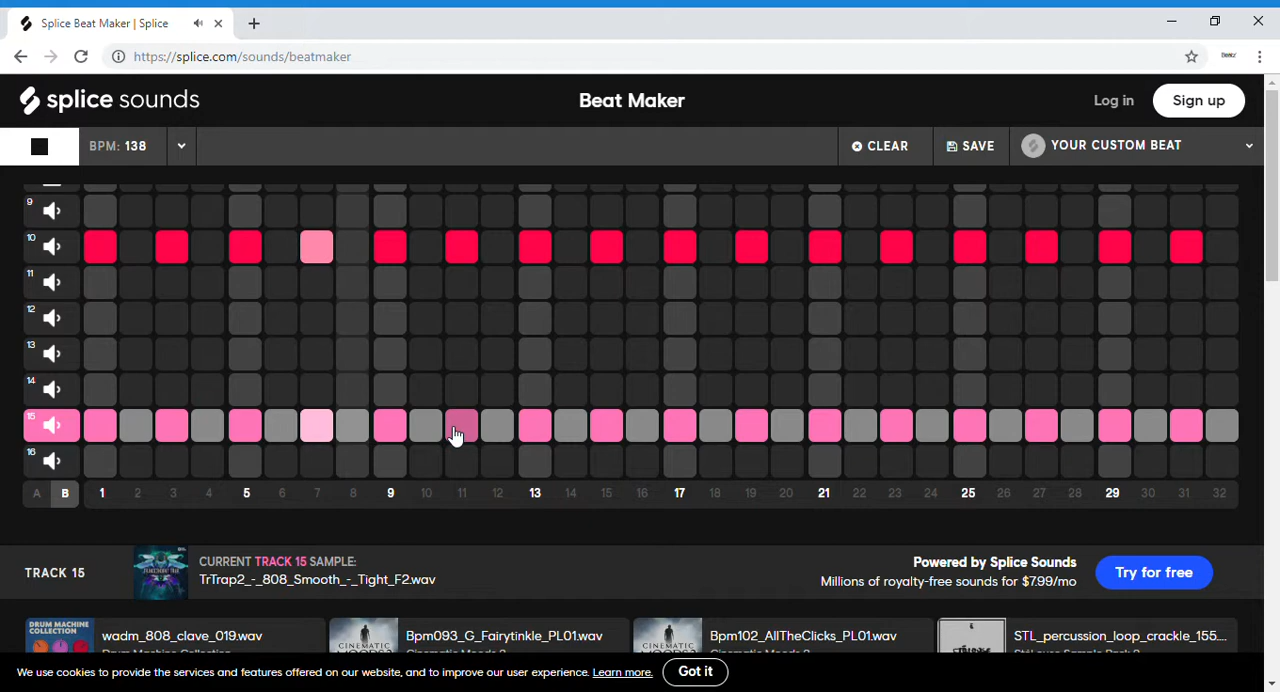 Splice Beat Maker | Splice
https://splice.com/sounds/beatmaker
splice sounds
Beat Maker
Log in
Sign up
BPM: 138
CLEAR
SAVE
YOUR CUSTOM BEAT
9
10
11
12
13
14
15
16
A B 1 2 3 4 5 6 7 8 9 10 11 12 13 14 15 16 17 18 19 20 21 22 23 24 25 26 27 28 29 30 31 32
TRACK 15
CURRENT TRACK 15 SAMPLE:
TrTrap2_-_808_Smooth_-_Tight_F2.wav
Powered by Splice Sounds
Millions of royalty-free sounds for $7.99/mo
Try for free
DRUM MACHINE
COLLECTION
wadm_808_clave_019.wav
CINEMATIC
Bpm093_G_Fairytinkle_PL01.wav
CINEMATIC
Bpm102_AllTheClicks_PL01.wav
STL_percussion_loop_crackle_155....
We use cookies to provide the services and features offered on our website, and to improve our user experience. Learn more.
Got it